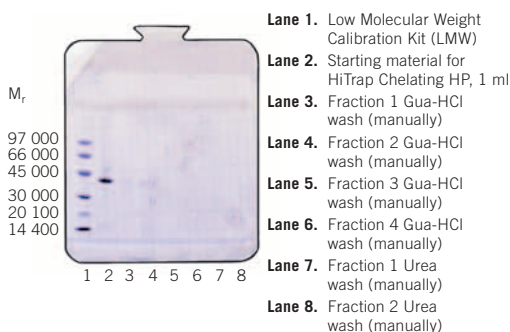 Mr
97 000
66 000
45 000
30 000
20 100
14 400
1 2 3 4 5 6 7 8
Lane 1. Low Molecular Weight
Calibration Kit (LMW)
Lane 2. Starting material for
HiTrap Chelating HP, 1 ml
Lane 3. Fraction 1 Gua-HCl
wash (manually)
Lane 4. Fraction 2 Gua-HCl
wash (manually)
Lane 5. Fraction 3 Gua-HCl
wash (manually)
Lane 6. Fraction 4 Gua-HCl
wash (manually)
Lane 7. Fraction 1 Urea
wash (manually)
Lane 8. Fraction 2 Urea
wash (manually)